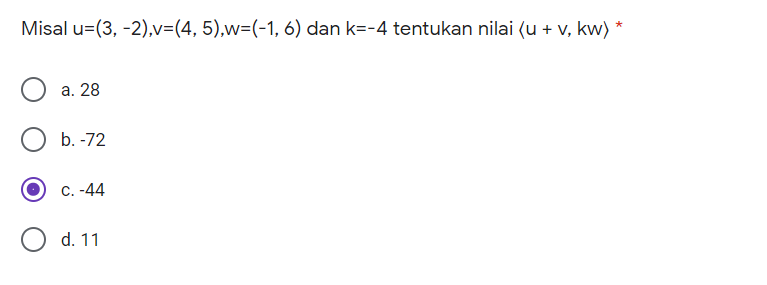 Misal u=(3, -2),v=(4, 5),w=(-1, 6) dan k=-4 tentukan nilai ⟨u + v, kw⟩ *
a. 28
b. -72
c. -44
d. 11